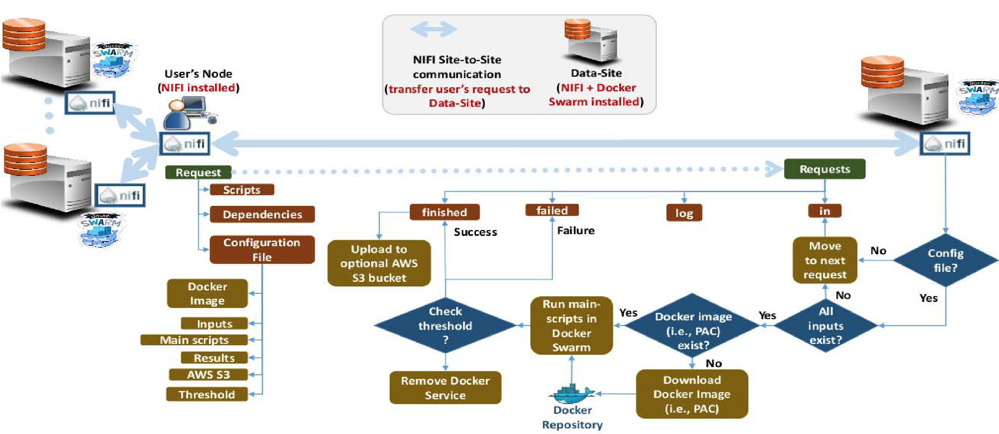 docker
SWARM
nifi
User's Node
(NIFI installed)
nifi
nifi
docker
SWARM
NIFI Site-to-Site
communication
(transfer user's request to
Data-Site)
Data-Site
(NIFI + Docker
Swarm installed)
docker
SWARM
nifi
Request
Scripts
Dependencies
Configuration
File
Docker
Image
Inputs
Main scripts
Results
AWS S3
Threshold
Requests
finished
failed
log
in
Success
Failure
Upload to
optional AWS
S3 bucket
Move
to next
request
No
Config
file?
Yes
No
All
inputs
exist?
Yes
Docker image
(i.e., PAC)
exist?
Yes
No
Run main-
scripts in
Docker
Swarm
Check
threshold
?
Remove Docker
Service
Download
Docker Image
(i.e., PAC)
Docker
Repository